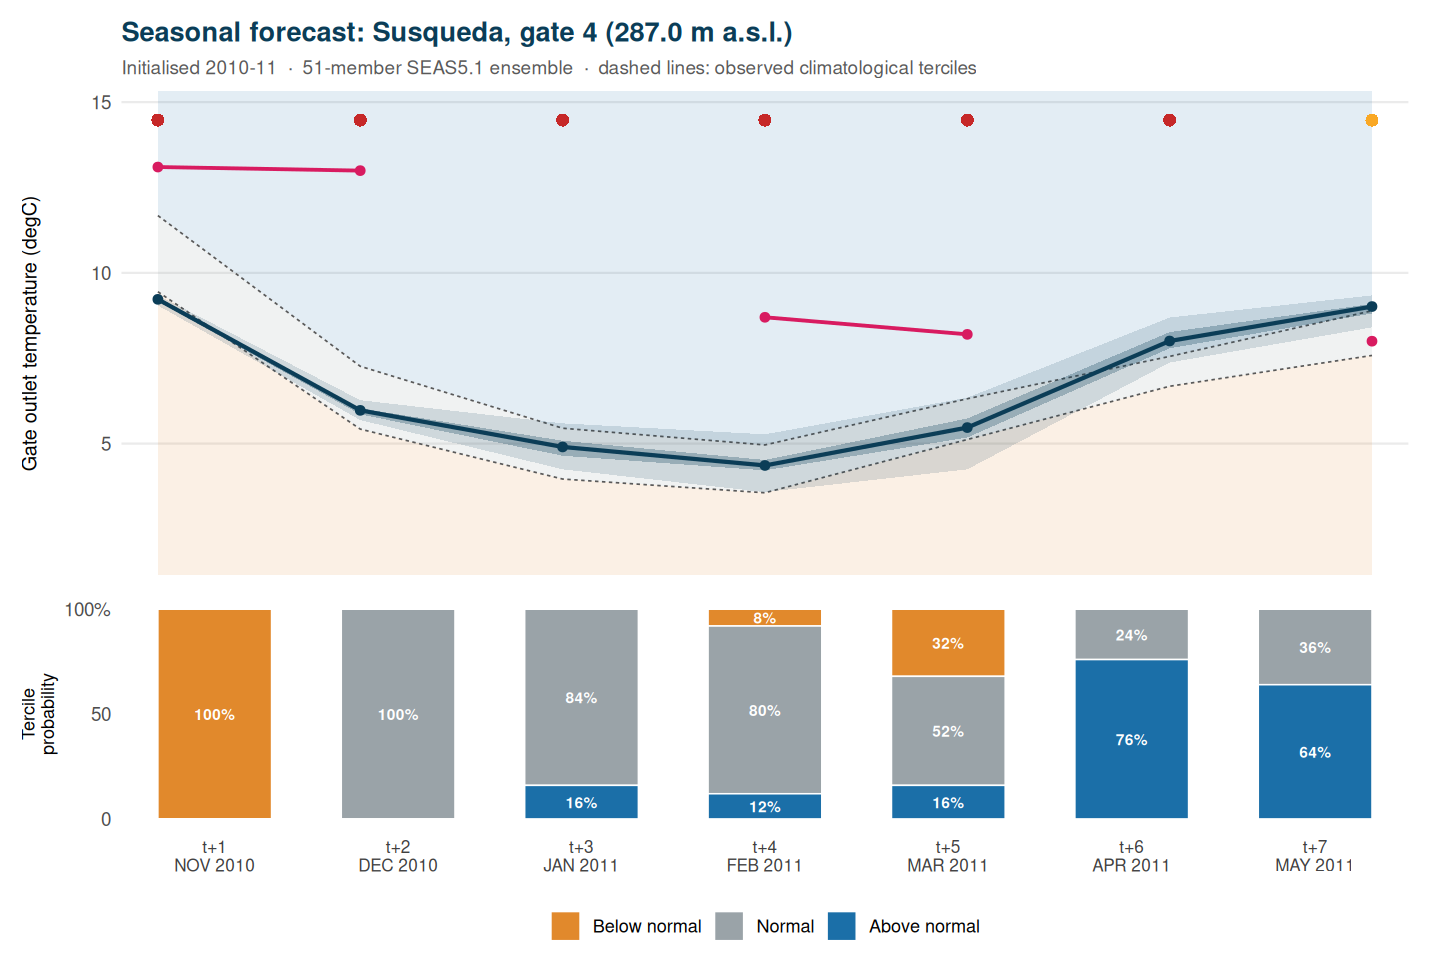 Seasonal forecast: Susqueda, gate 4 (287.0 m a.s.l.)
Initialised 2010-11 · 51-member SEAS5.1 ensemble · dashed lines: observed climatological terciles
Gate outlet temperature (degC)
15
10
5
Tercile
probability
100%
50
0
100%
100%
84%
16%
8%
80%
12%
32%
52%
16%
24%
76%
36%
64%
t+1
NOV 2010
t+2
DEC 2010
t+3
JAN 2011
t+4
FEB 2011
t+5
MAR 2011
t+6
APR 2011
t+7
MAY 2011
Below normal
Normal
Above normal